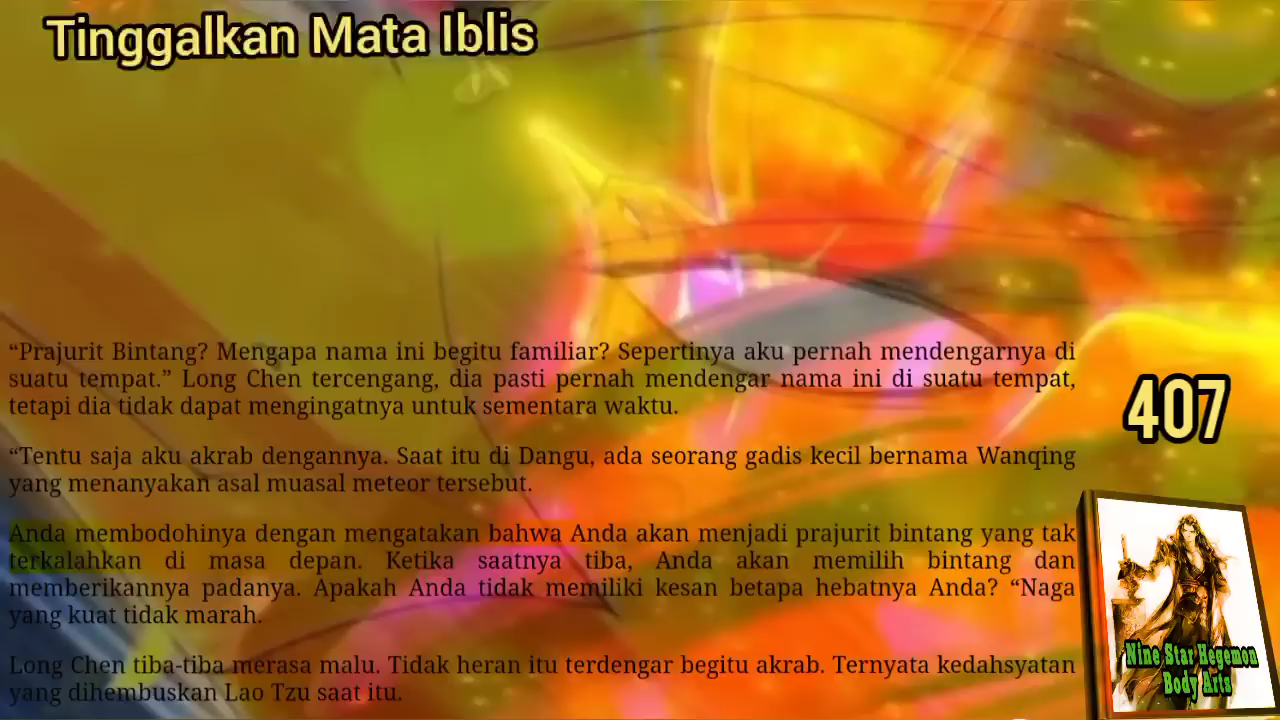 Tinggalkan Mata Iblis
“Prajurit Bintang? Mengapa nama ini begitu familiar? Sepertinya aku pernah mendengarnya di
suatu tempat.” Long Chen tercengang, dia pasti pernah mendengar nama ini di suatu tempat,
tetapi dia tidak dapat mengingatnya untuk sementara waktu.
“Tentu saja aku akrab dengannya. Saat itu di Dangu, ada seorang gadis kecil bernama Wanqing
yang menanyakan asal muasal meteor tersebut.
Anda membodohinya dengan mengatakan bahwa Anda akan menjadi prajurit bintang yang tak
terkalahkan di masa depan. Ketika saatnya tiba, Anda akan memilih bintang dan
memberikannya padanya. Apakah Anda tidak memiliki kesan betapa hebatnya Anda? “Naga
yang kuat tidak marah.
Long Chen tiba-tiba merasa malu. Tidak heran itu terdengar begitu akrab. Ternyata kedahsyatan
yang dihembuskan Lao Tzu saat itu.
407
Nine Star Hegemon
Body Arts